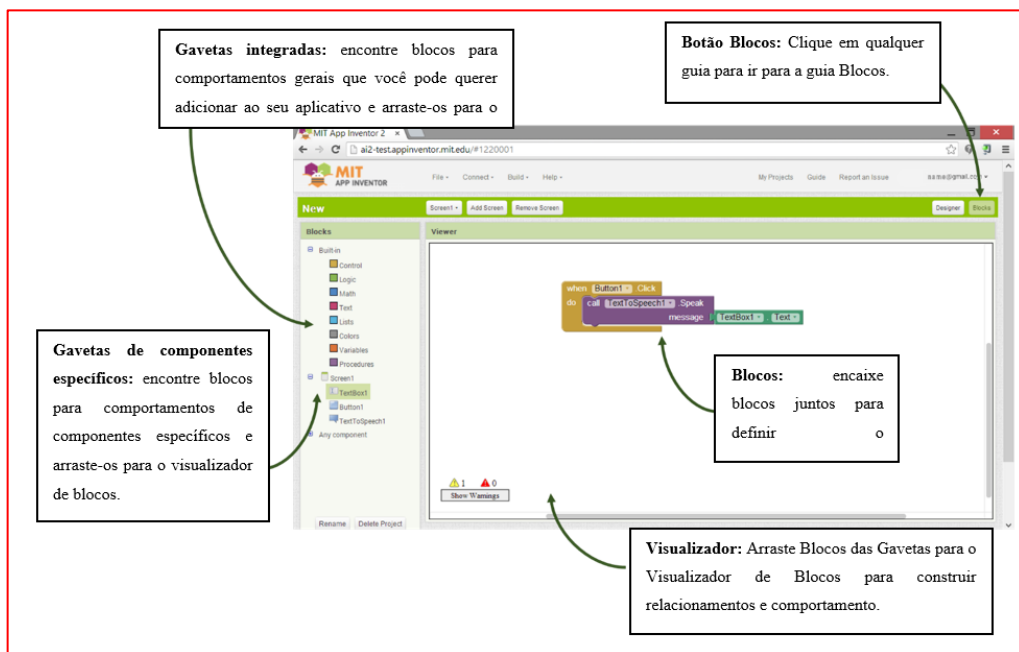 Gavetas integradas: encontre blocos para
comportamentos gerais que você pode querer
adicionar ao seu aplicativo e arraste-os para o
Botão Blocos: Clique em qualquer
guia para ir para a guia Blocos.
MIT App Inventor 2
ai2-test.appinventor.mit.edu/#1220001
MIT
APP INVENTOR
File Connect Build Help
My Projects Guide Report an Issue
New
Screen1 Add Screen Remove Screen
Designer Blocks
Blocks
Viewer
Built-in
Control
Logic
Math
Text
Lists
Colors
Variables
Procedures
Screen1
TextBox1
Button1
TextToSpeech1
Any component
when Button1 .Click
do call TextToSpeech1 .Speak
message TextBox1 . Text
Gavetas de componentes
específicos: encontre blocos
para comportamentos de
componentes específicos e
arraste-os para o visualizador
de blocos.
Blocos: encaixe
blocos juntos para
definir o
1 0
Show Warnings
Rename Delete Project
Visualizador: Arraste Blocos das Gavetas para o
Visualizador de Blocos para construir
relacionamentos e comportamento.